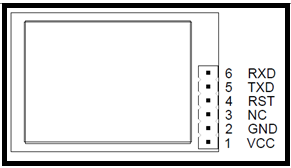 6 RXD
5 TXD
4 RST
3 NC
2 GND
1 VCC